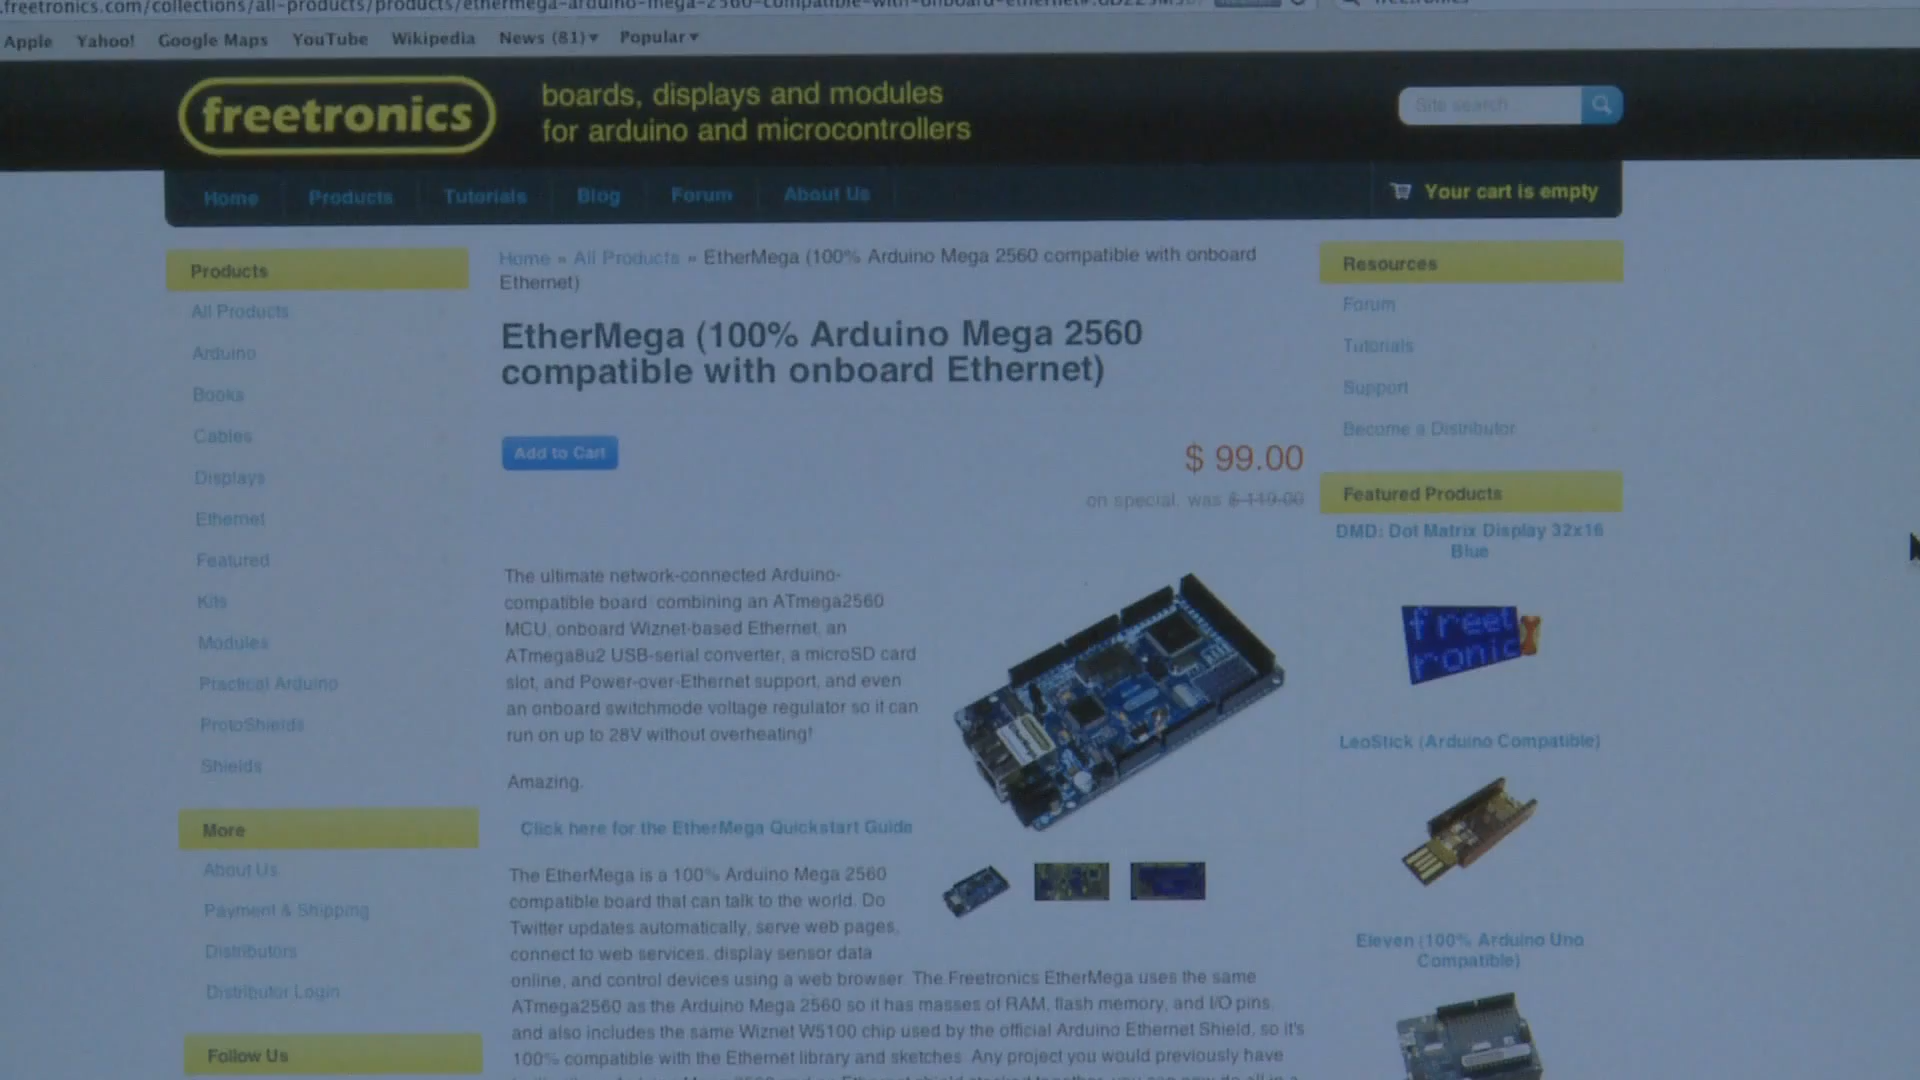 .freetronics.com/collections/all-products/products/ethermega-arduino-mega-2560-compatible-with-onboard-ethernet
Apple Yahoo! Google Maps YouTube Wikipedia News (81)▾ Popular▾
freetronics
boards, displays and modules
for arduino and microcontrollers
Site search...
Home Products Tutorials Blog Forum About Us
Your cart is empty
Products
All Products
Arduino
Books
Cables
Displays
Ethernet
Featured
Kits
Modules
Practical Arduino
ProtoShields
Shields
More
About Us
Payment & Shipping
Distributors
Distributor Login
Follow Us
Home » All Products » EtherMega (100% Arduino Mega 2560 compatible with onboard
Ethernet)
EtherMega (100% Arduino Mega 2560
compatible with onboard Ethernet)
Add to Cart
$ 99.00
on special, was $ 119.00
The ultimate network-connected Arduino-
compatible board: combining an ATmega2560
MCU, onboard Wiznet-based Ethernet, an
ATmega8u2 USB-serial converter, a microSD card
slot, and Power-over-Ethernet support, and even
an onboard switchmode voltage regulator so it can
run on up to 28V without overheating!
Amazing.
Click here for the EtherMega Quickstart Guide
The EtherMega is a 100% Arduino Mega 2560
compatible board that can talk to the world. Do
Twitter updates automatically, serve web pages,
connect to web services, display sensor data
online, and control devices using a web browser. The Freetronics EtherMega uses the same
ATmega2560 as the Arduino Mega 2560 so it has masses of RAM, flash memory, and I/O pins,
and also includes the same Wiznet W5100 chip used by the official Arduino Ethernet Shield, so it's
100% compatible with the Ethernet library and sketches. Any project you would previously have
Resources
Forum
Tutorials
Support
Become a Distributor
Featured Products
DMD: Dot Matrix Display 32x16
Blue
freet
ronic
LeoStick (Arduino Compatible)
Eleven (100% Arduino Uno
Compatible)